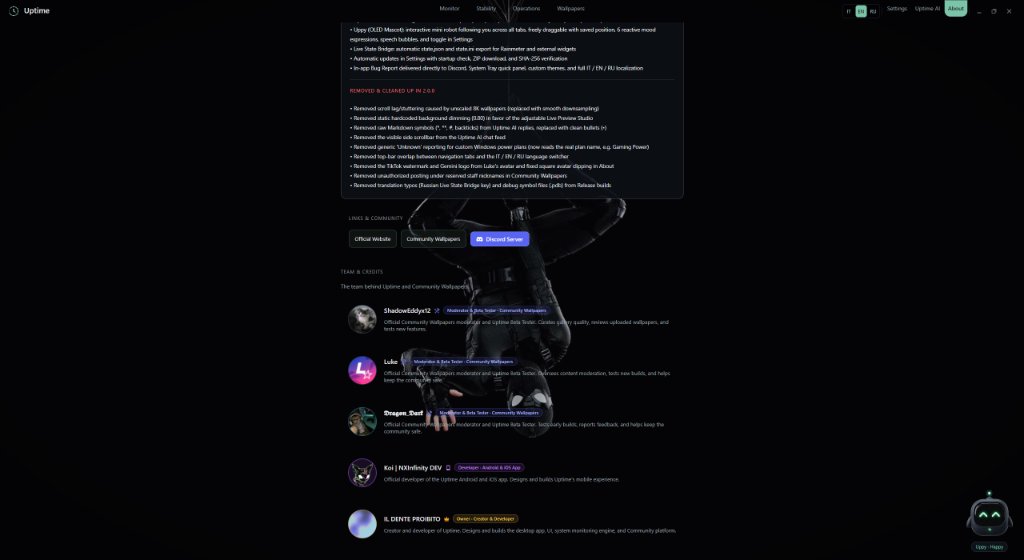 Uptime
Monitor
Stability
Operations
Wallpapers
IT
EN
RU
Settings
Uptime AI
About
• Uppy (OLED Mascot): interactive mini robot following you across all tabs, freely draggable with saved position, 6 reactive mood
expressions, speech bubbles, and toggle in Settings
• Live State Bridge: automatic state.json and state.ini export for Rainmeter and external widgets
• Automatic updates in Settings with startup check, ZIP download, and SHA-256 verification
• In-app Bug Report delivered directly to Discord, System Tray quick panel, custom themes, and full IT / EN / RU localization
REMOVED & CLEANED UP IN 2.0.0
• Removed scroll lag/stuttering caused by unscaled 8K wallpapers (replaced with smooth downsampling)
• Removed static hardcoded background dimming (0.80) in favor of the adjustable Live Preview Studio
• Removed raw Markdown symbols (*, **, #, backticks) from Uptime AI replies, replaced with clean bullets (•)
• Removed the visible side scrollbar from the Uptime AI chat feed
• Removed generic 'Unknown' reporting for custom Windows power plans (now reads the real plan name, e.g. Gaming Power)
• Removed top-bar overlap between navigation tabs and the IT / EN / RU language switcher
• Removed the TikTok watermark and Gemini logo from Luke's avatar and fixed square avatar clipping in About
• Removed unauthorized posting under reserved staff nicknames in Community Wallpapers
• Removed translation typos (Russian Live State Bridge key) and debug symbol files (.pdb) from Release builds
LINKS & COMMUNITY
Official Website
Community Wallpapers
Discord Server
TEAM & CREDITS
The team behind Uptime and Community Wallpapers.
ShadowEddyx12
Moderator & Beta Tester · Community Wallpapers
Official Community Wallpapers moderator and Uptime Beta Tester. Curates gallery quality, reviews uploaded wallpapers, and
tests new features.
Luke
Moderator & Beta Tester · Community Wallpapers
Official Community Wallpapers moderator and Uptime Beta Tester. Oversees content moderation, tests new builds, and helps
keep the community safe.
Dragon_Dart
Moderator & Beta Tester · Community Wallpapers
Official Community Wallpapers moderator and Uptime Beta Tester. Tests early builds, reports feedback, and helps keep the
community safe.
Koi | NXInfinity DEV
Developer · Android & iOS App
Official developer of the Uptime Android and iOS app. Designs and builds Uptime's mobile experience.
IL DENTE PROIBITO
Owner · Creator & Developer
Creator and developer of Uptime. Designs and builds the desktop app, UI, system monitoring engine, and Community platform.
Uppy · Happy